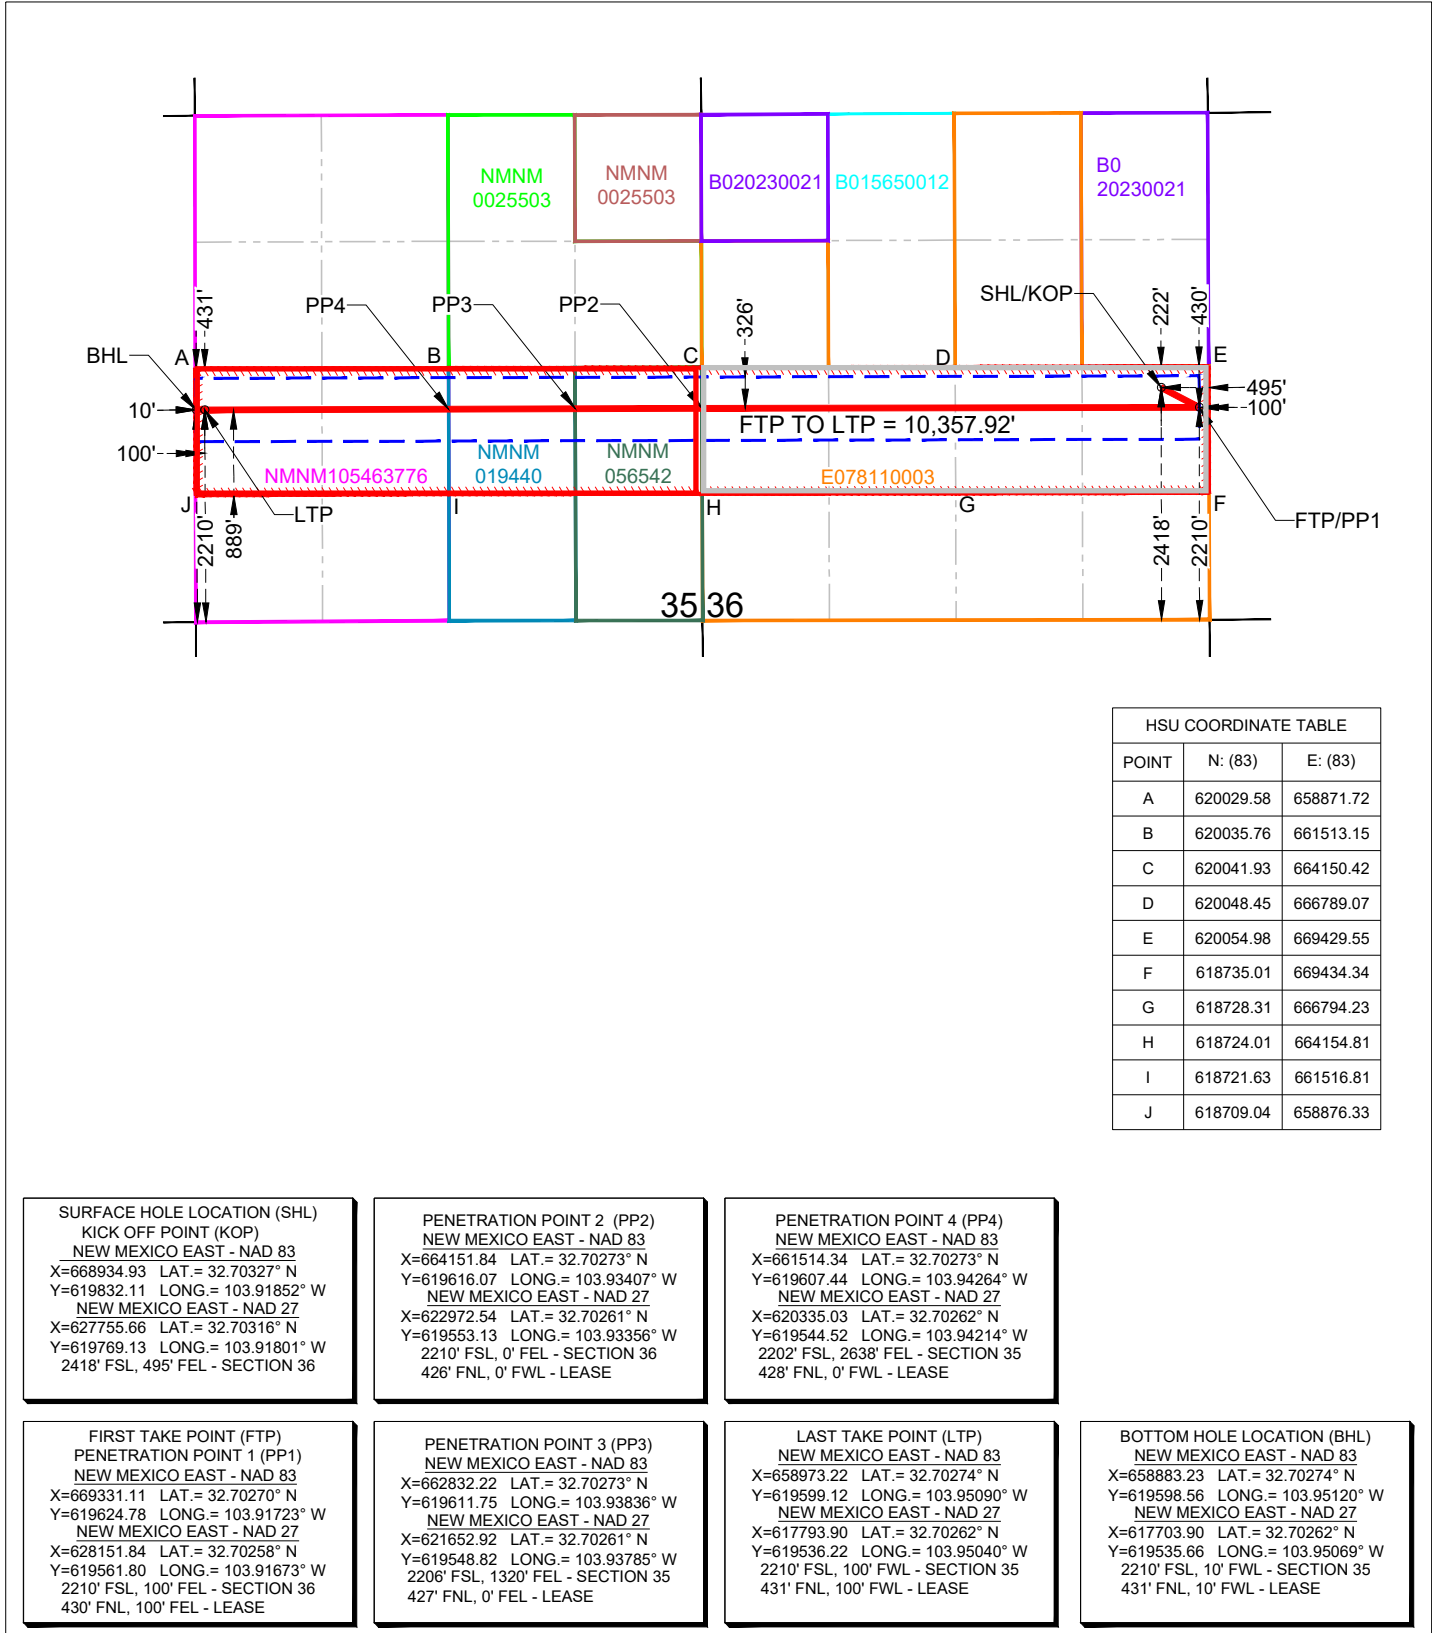 NMNM
0025503
NMNM
0025503
B020230021
B015650012
B0
20230021
431'
PP4
PP3
PP2
326'
SHL/KOP
222'
430'
BHL
A
B
C
D
E
10'
495'
100'
FTP TO LTP = 10,357.92'
100'
NMNM105463776
NMNM
019440
NMNM
056542
E078110003
J
LTP
I
H
G
F
FTP/PP1
2210'
889'
2418'
2210'
35
36
HSU COORDINATE TABLE
POINT N: (83) E: (83)
A 620029.58 658871.72
B 620035.76 661513.15
C 620041.93 664150.42
D 620048.45 666789.07
E 620054.98 669429.55
F 618735.01 669434.34
G 618728.31 666794.23
H 618724.01 664154.81
I 618721.63 661516.81
J 618709.04 658876.33
SURFACE HOLE LOCATION (SHL)
KICK OFF POINT (KOP)
NEW MEXICO EAST - NAD 83
X=668934.93 LAT.= 32.70327° N
Y=619832.11 LONG.= 103.91852° W
NEW MEXICO EAST - NAD 27
X=627755.66 LAT.= 32.70316° N
Y=619769.13 LONG.= 103.91801° W
2418' FSL, 495' FEL - SECTION 36
PENETRATION POINT 2 (PP2)
NEW MEXICO EAST - NAD 83
X=664151.84 LAT.= 32.70273° N
Y=619616.07 LONG.= 103.93407° W
NEW MEXICO EAST - NAD 27
X=622972.54 LAT.= 32.70261° N
Y=619553.13 LONG.= 103.93356° W
2210' FSL, 0' FEL - SECTION 36
426' FNL, 0' FWL - LEASE
PENETRATION POINT 4 (PP4)
NEW MEXICO EAST - NAD 83
X=661514.34 LAT.= 32.70273° N
Y=619607.44 LONG.= 103.94264° W
NEW MEXICO EAST - NAD 27
X=620335.03 LAT.= 32.70262° N
Y=619544.52 LONG.= 103.94214° W
2202' FSL, 2638' FEL - SECTION 35
428' FNL, 0' FWL - LEASE
FIRST TAKE POINT (FTP)
PENETRATION POINT 1 (PP1)
NEW MEXICO EAST - NAD 83
X=669331.11 LAT.= 32.70270° N
Y=619624.78 LONG.= 103.91723° W
NEW MEXICO EAST - NAD 27
X=628151.84 LAT.= 32.70258° N
Y=619561.80 LONG.= 103.91673° W
2210' FSL, 100' FEL - SECTION 36
430' FNL, 100' FEL - LEASE
PENETRATION POINT 3 (PP3)
NEW MEXICO EAST - NAD 83
X=662832.22 LAT.= 32.70273° N
Y=619611.75 LONG.= 103.93836° W
NEW MEXICO EAST - NAD 27
X=621652.92 LAT.= 32.70261° N
Y=619548.82 LONG.= 103.93785° W
2206' FSL, 1320' FEL - SECTION 35
427' FNL, 0' FEL - LEASE
LAST TAKE POINT (LTP)
NEW MEXICO EAST - NAD 83
X=658973.22 LAT.= 32.70274° N
Y=619599.12 LONG.= 103.95090° W
NEW MEXICO EAST - NAD 27
X=617793.90 LAT.= 32.70262° N
Y=619536.22 LONG.= 103.95040° W
2210' FSL, 100' FWL - SECTION 35
431' FNL, 100' FWL - LEASE
BOTTOM HOLE LOCATION (BHL)
NEW MEXICO EAST - NAD 83
X=658883.23 LAT.= 32.70274° N
Y=619598.56 LONG.= 103.95120° W
NEW MEXICO EAST - NAD 27
X=617703.90 LAT.= 32.70262° N
Y=619535.66 LONG.= 103.95069° W
2210' FSL, 10' FWL - SECTION 35
431' FNL, 10' FWL - LEASE